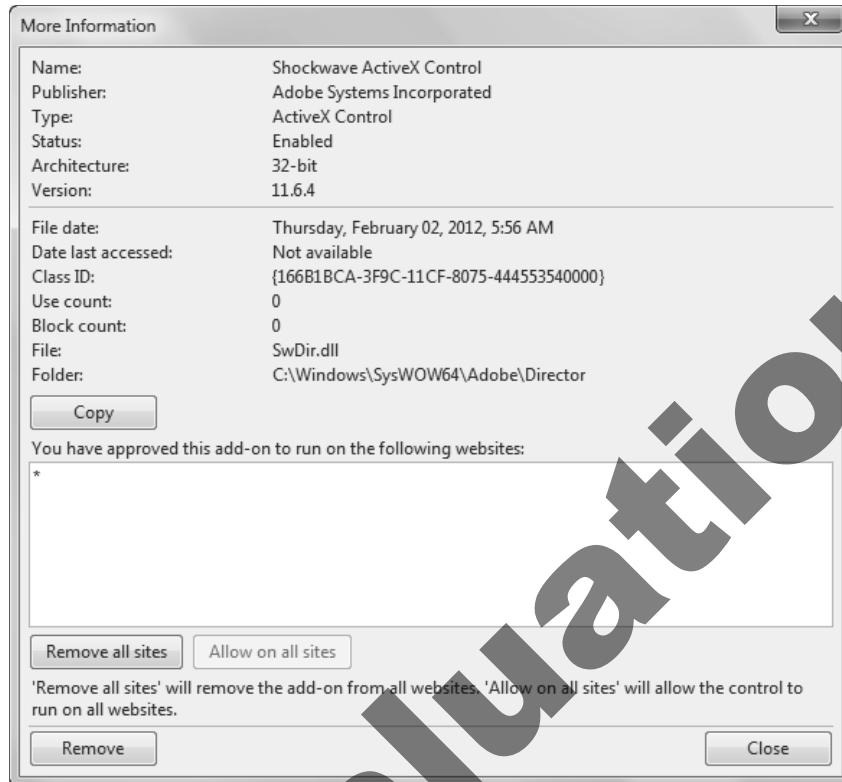 More Information
x
Name: Shockwave ActiveX Control
Publisher: Adobe Systems Incorporated
Type: ActiveX Control
Status: Enabled
Architecture: 32-bit
Version: 11.6.4
File date: Thursday, February 02, 2012, 5:56 AM
Date last accessed: Not available
Class ID: {166B1BCA-3F9C-11CF-8075-444553540000}
Use count: 0
Block count: 0
File: SwDir.dll
Folder: C:\Windows\SysWOW64\Adobe\Director
Copy
You have approved this add-on to run on the following websites:
*
Remove all sites Allow on all sites
'Remove all sites' will remove the add-on from all websites. 'Allow on all sites' will allow the control to
run on all websites.
Remove Close